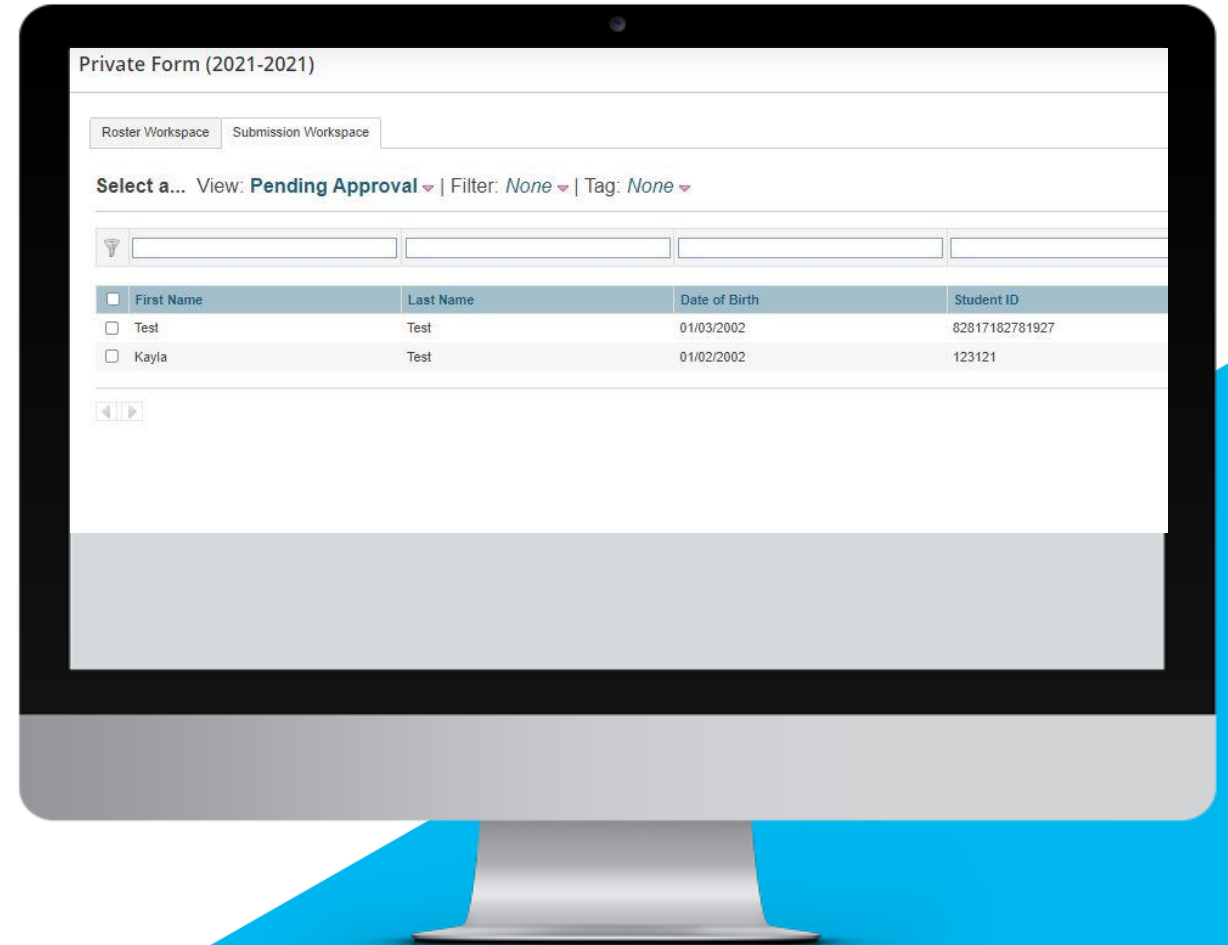 Private Form (2021-2021)
Roster Workspace Submission Workspace
Select a... View: Pending Approval | Filter: None | Tag: None
First Name Last Name Date of Birth Student ID
Test Test 01/03/2002 82817182781927
Kayla Test 01/02/2002 123121